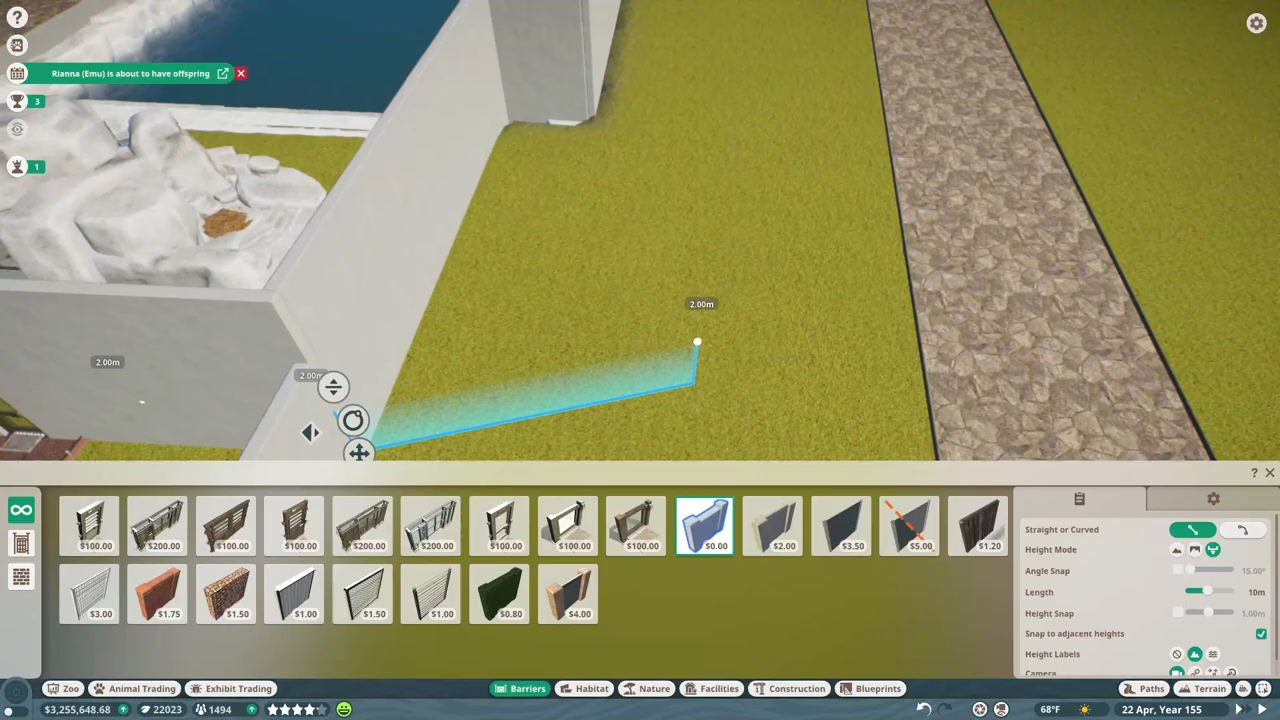 ?
Rianna (Emu) is about to have offspring
3
1
2.00m
2.00m
2.00m
?
$100.00
$200.00
$100.00
$100.00
$200.00
$200.00
$100.00
$100.00
$100.00
$0.00
$2.00
$3.50
$5.00
$1.20
$3.00
$1.75
$1.50
$1.00
$1.50
$1.00
$0.80
$4.00
Straight or Curved
Height Mode
Angle Snap
15.00°
Length
10m
Height Snap
1.00m
Snap to adjacent heights
Height Labels
Camera
Zoo
Animal Trading
Exhibit Trading
Barriers
Habitat
Nature
Facilities
Construction
Blueprints
Paths
Terrain
$3,255,648.68
22023
1494
68°F
22 Apr, Year 155